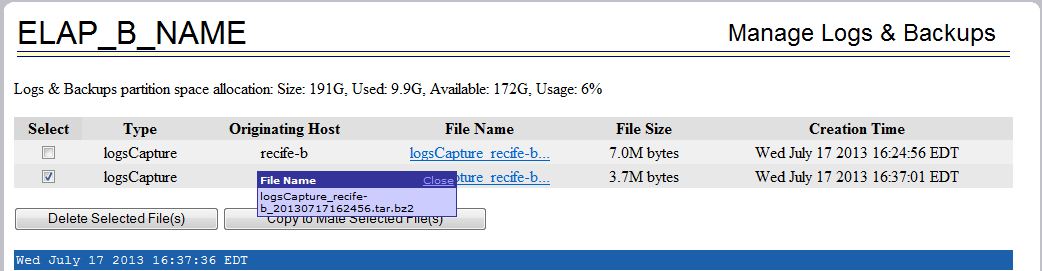 ELAP_B_NAME
Manage Logs & Backups
Logs & Backups partition space allocation: Size: 191G, Used: 9.9G, Available: 172G, Usage: 6%
Select Type Originating Host File Name File Size Creation Time
logsCapture recife-b logsCapture_recife-b... 7.0M bytes Wed July 17 2013 16:24:56 EDT
logsCapture ture_recife-b... 3.7M bytes Wed July 17 2013 16:37:01 EDT
File Name Close
logsCapture_recife-
b_20130717162456.tar.bz2
Delete Selected File(s) Copy to Mate Selected File(s)
Wed July 17 2013 16:37:36 EDT